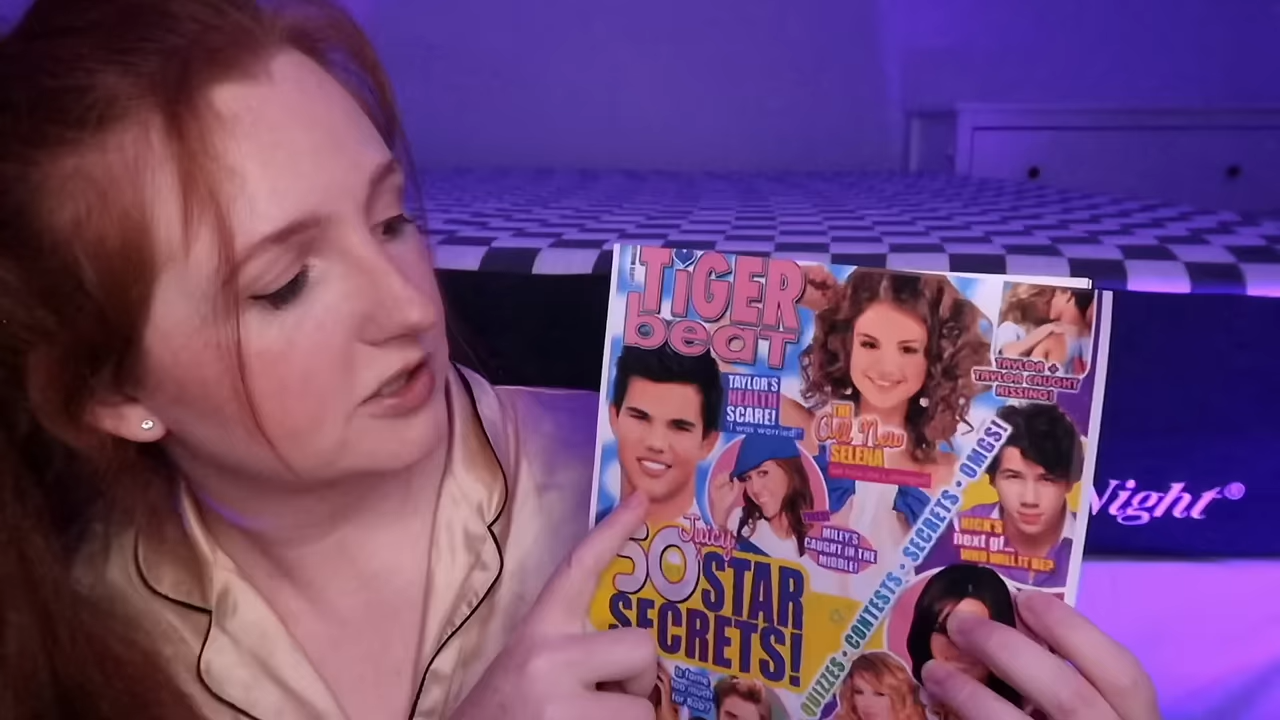 TiGER
beat
TAYLOR'S
HEALTH
SCARE!
"I was worried!"
THE
All New
SELENA
TAYLOR +
TAYLOR CAUGHT
KISSING!
MILEY'S
CAUGHT IN THE
MIDDLE!
NICK'S
next gf...
WHO WILL IT BE?
50 Juicy
STAR
SECRETS!
QUIZZES • CONTESTS • SECRETS • OMGS!
Is fame
too much
for Rob?
Night®